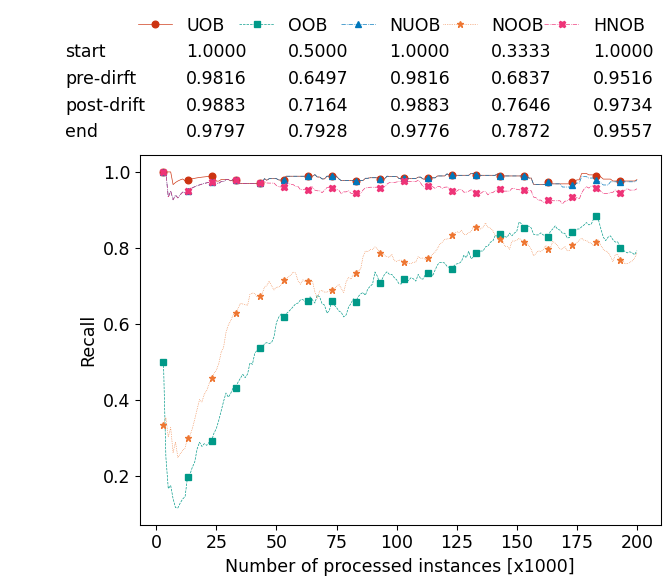 UOB OOB NUOB NOOB HNOB
start 1.0000 0.5000 1.0000 0.3333 1.0000
pre-dirft 0.9816 0.6497 0.9816 0.6837 0.9516
post-drift 0.9883 0.7164 0.9883 0.7646 0.9734
end 0.9797 0.7928 0.9776 0.7872 0.9557
1.0
0.8
0.6
0.4
0.2
Recall
0 25 50 75 100 125 150 175 200
Number of processed instances [x1000]